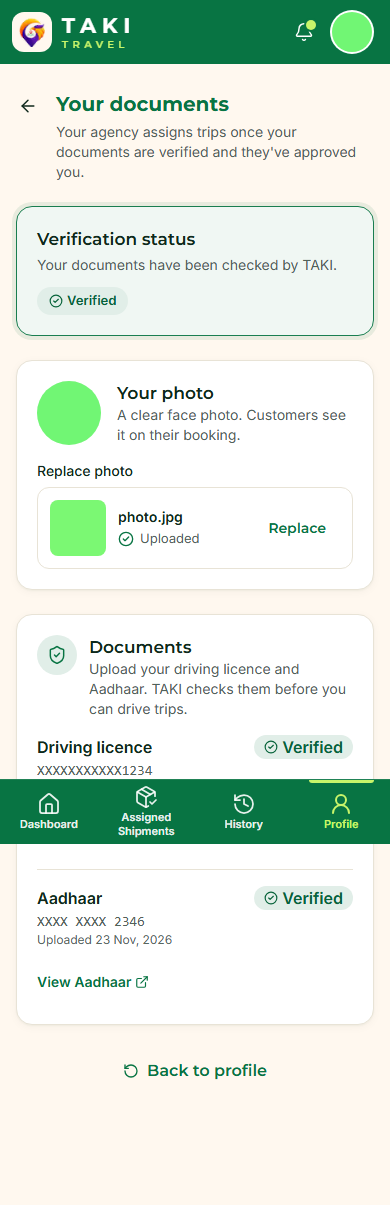 TAKI
TRAVEL
Your documents
Your agency assigns trips once your
documents are verified and they've approved
you.
Verification status
Your documents have been checked by TAKI.
Verified
Your photo
A clear face photo. Customers see
it on their booking.
Replace photo
photo.jpg
Uploaded
Replace
Documents
Upload your driving licence and
Aadhaar. TAKI checks them before you
can drive trips.
Driving licence
Verified
XXXXXXXXXXX1234
Dashboard
Assigned
Shipments
History
Profile
Aadhaar
Verified
XXXX XXXX 2346
Uploaded 23 Nov, 2026
View Aadhaar
Back to profile